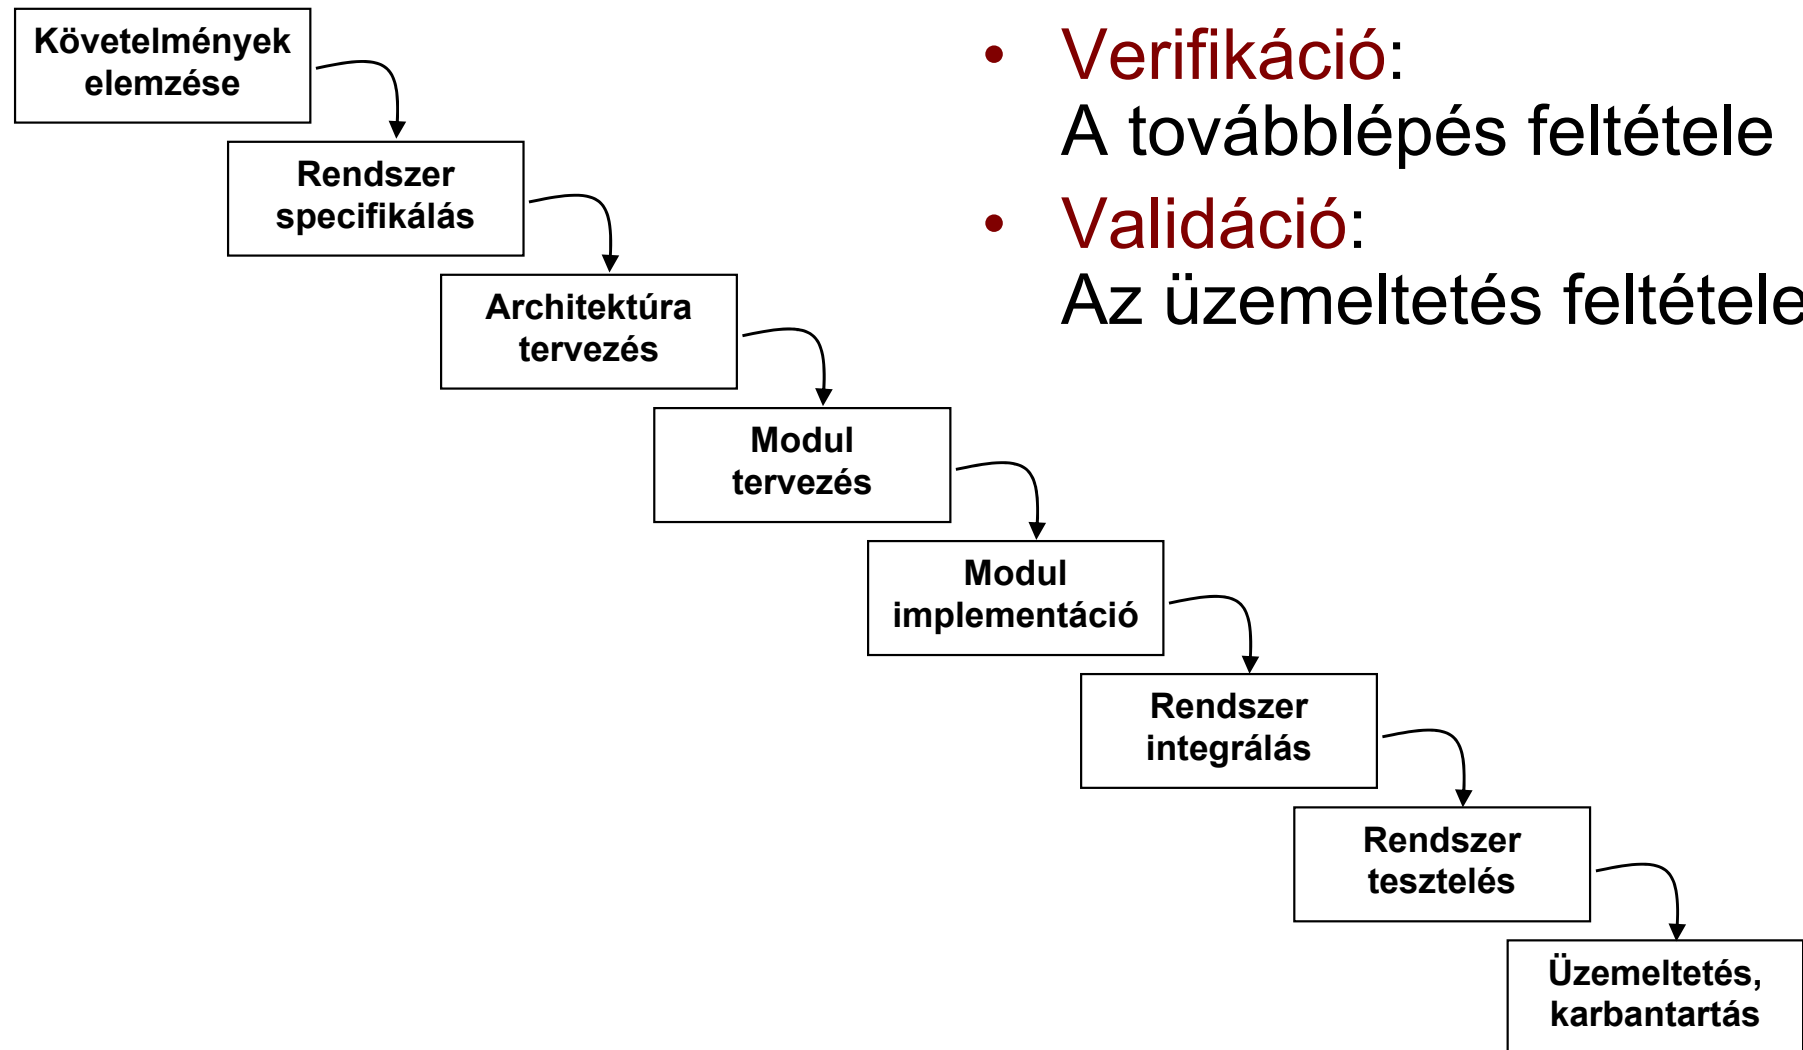 Követelmények
elemzése
Rendszer
specifikálás
Architektúra
tervezés
Modul
tervezés
Modul
implementáció
Rendszer
integrálás
Rendszer
tesztelés
Üzemeltetés,
karbantartás
• Verifikáció:
A továbblépés feltétele
• Validáció:
Az üzemeltetés feltétele